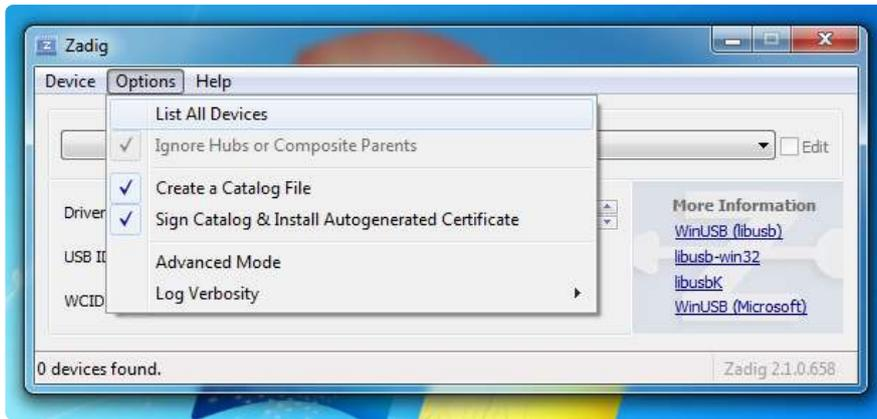 Zadig
Device Options Help
List All Devices
Ignore Hubs or Composite Parents
Edit
Create a Catalog File
Sign Catalog & Install Autogenerated Certificate
Advanced Mode
Log Verbosity
Driver
USB ID
WCID
More Information
WinUSB (libusb)
libusb-win32
libusbK
WinUSB (Microsoft)
0 devices found.
Zadig 2.1.0.658